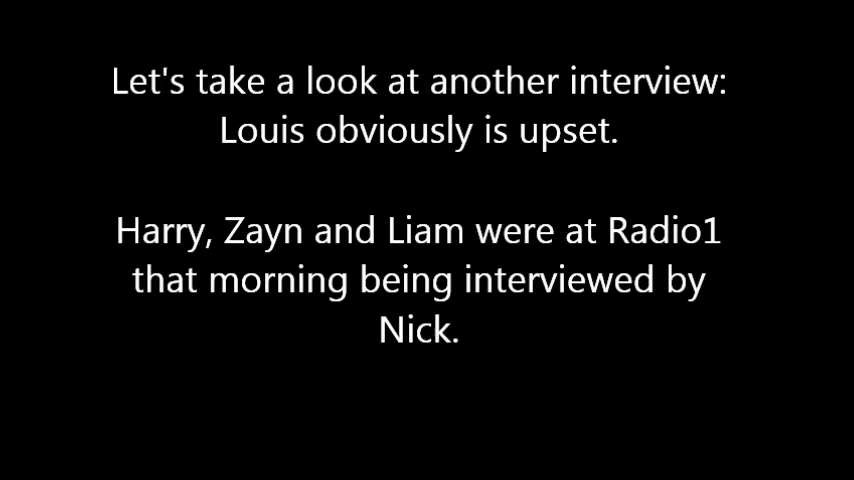 Let's take a look at another interview:
Louis obviously is upset.
Harry, Zayn and Liam were at Radio1
that morning being interviewed by
Nick.